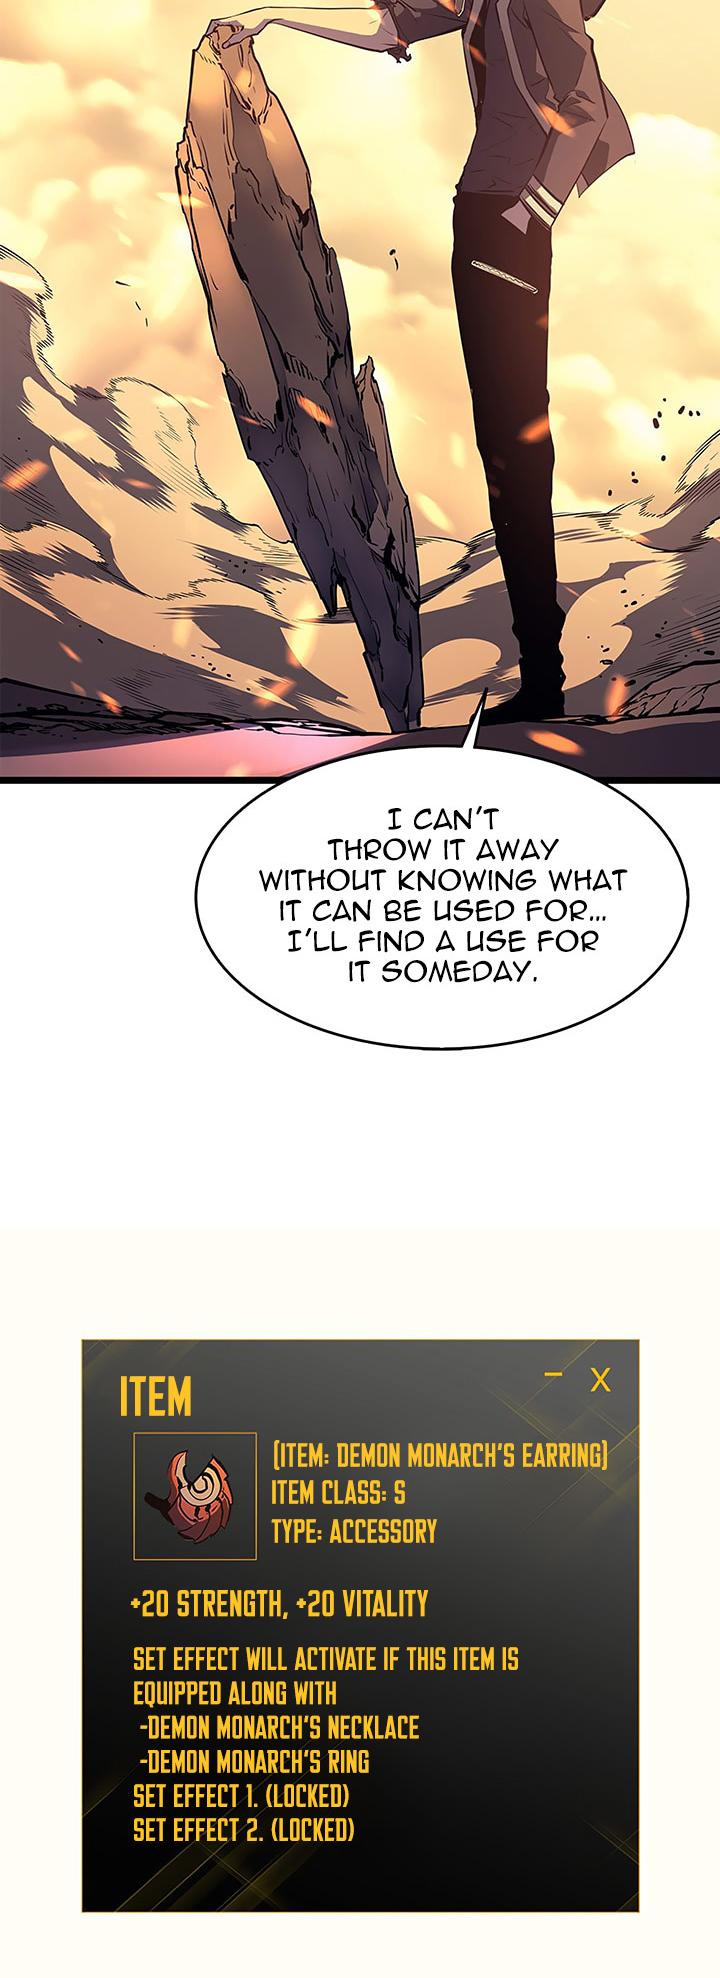 I CAN'T
THROW IT AWAY
WITHOUT KNOWING WHAT
IT CAN BE USED FOR...
I'LL FIND A USE FOR
IT SOMEDAY.
- X
ITEM
[ITEM: DEMON MONARCH'S EARRING]
ITEM CLASS: S
TYPE: ACCESSORY
+20 STRENGTH, +20 VITALITY
SET EFFECT WILL ACTIVATE IF THIS ITEM IS
EQUIPPED ALONG WITH
-DEMON MONARCH'S NECKLACE
-DEMON MONARCH'S RING
SET EFFECT 1. (LOCKED)
SET EFFECT 2. (LOCKED)